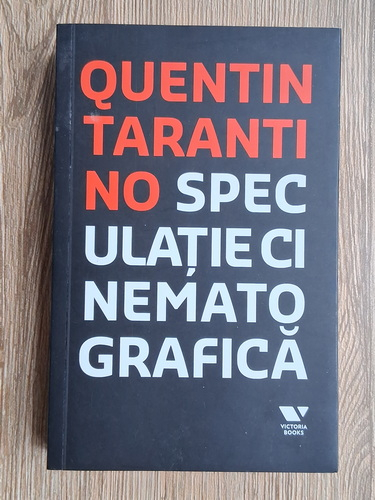 QUENTIN
TARANTI
NO SPEC
ULAȚIE CI
NEMATO
GRAFICĂ
VICTORIA
BOOKS